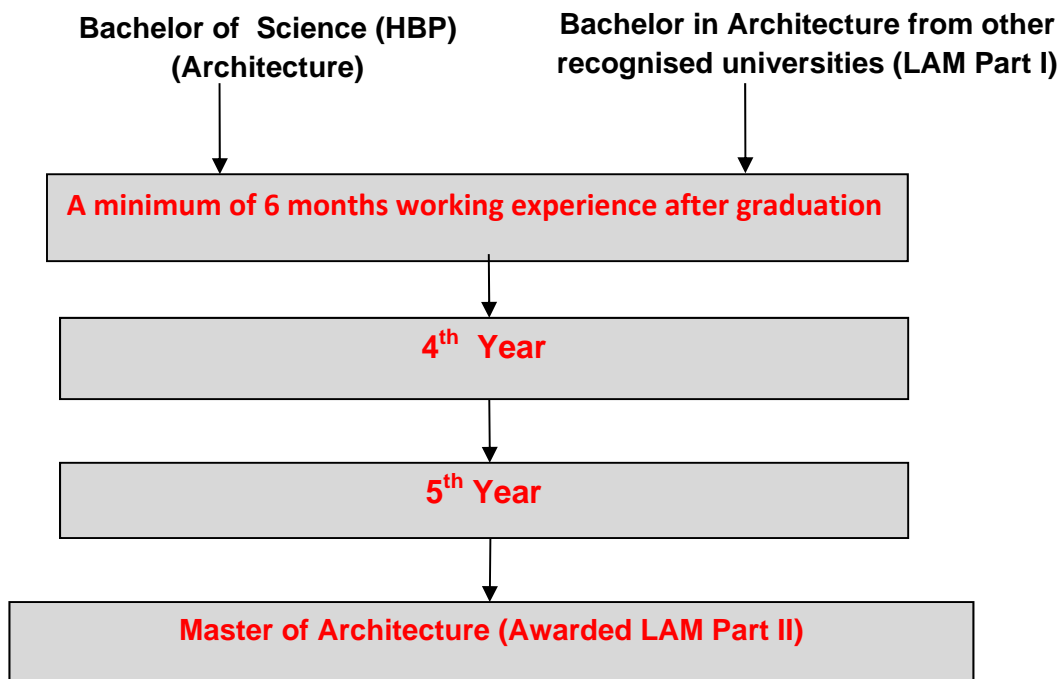 Bachelor of  Science (HBP)
(Architecture)
Bachelor in Architecture from other
recognised universities (LAM Part I)
A minimum of 6 months working experience after graduation
4th  Year
5th Year
Master of Architecture (Awarded LAM Part II)